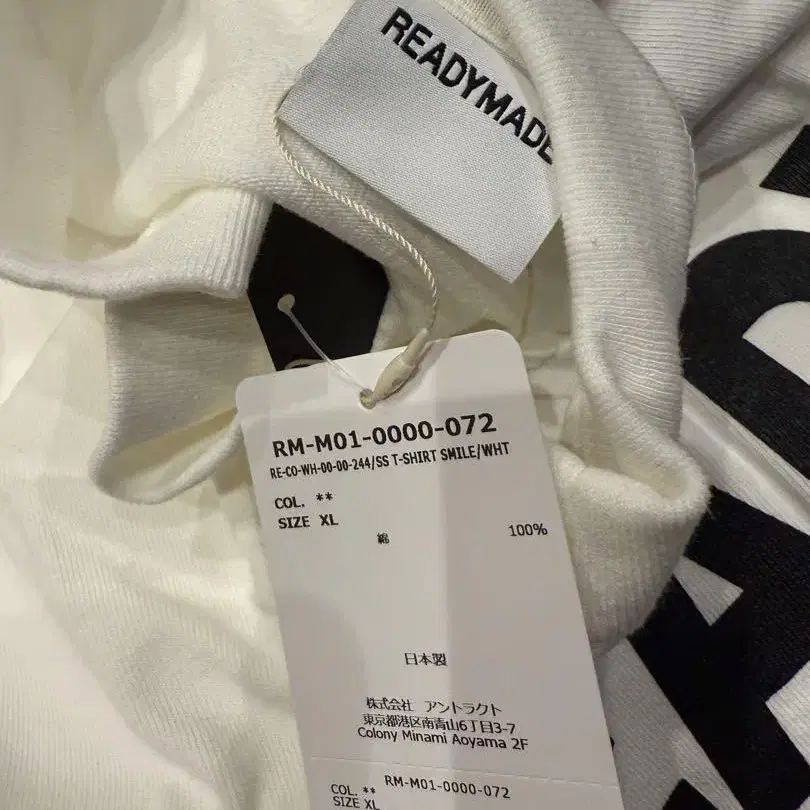 READYMADE
RM-M01-0000-072
RE-CO-WH-00-00-244/SS T-SHIRT SMILE/WHT
COL. **
SIZE XL
綿 100%
日本製
株式会社 アントラクト
東京都港区南青山6丁目3-7
Colony Minami Aoyama 2F
COL. ** RM-M01-0000-072
SIZE XL